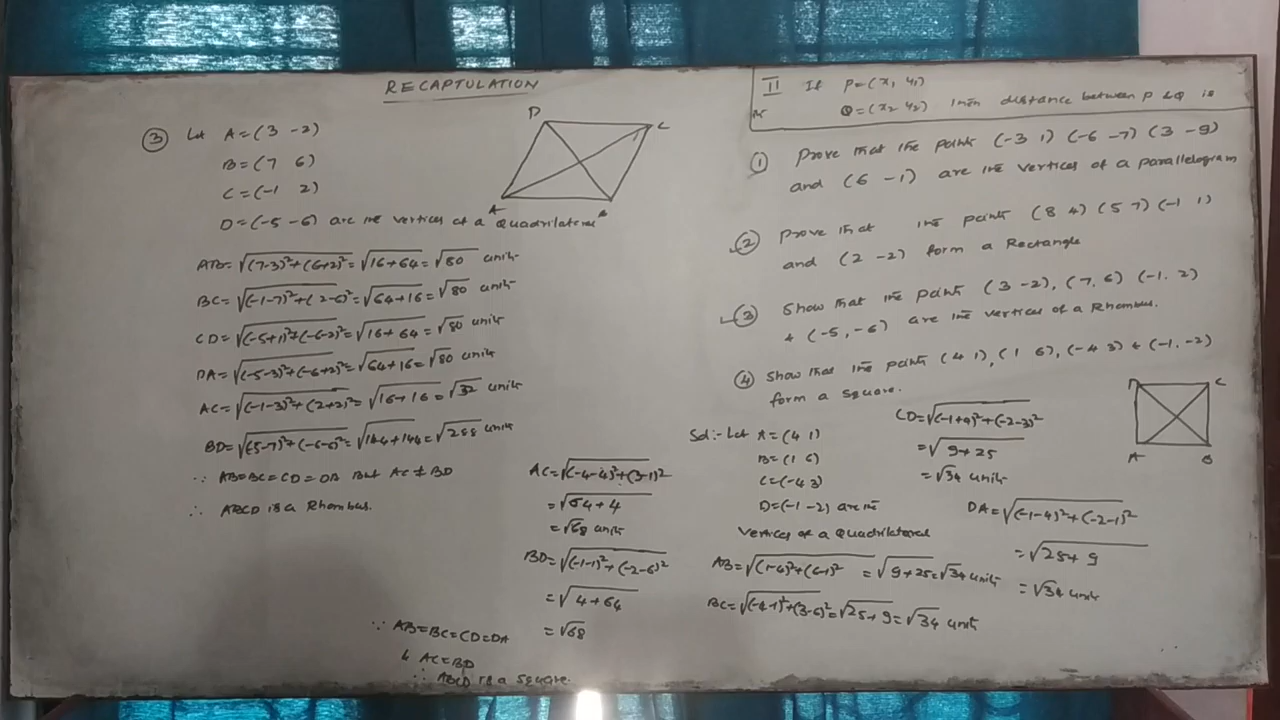 RECAPTULATION
③ Let A=(3 -2)
B=(7 6)
C=(-1 2)
D=(-5 -6) are the vertices of a Quadrilateral
D C
A B
AB=√(7-3)²+(6+2)²=√16+64=√80 units
BC=√(-1-7)²+(2-6)²=√64+16=√80 units
CD=√(-5+1)²+(-6-2)²=√16+64=√80 units
DA=√(-5-3)²+(-6+2)²=√64+16=√80 units
AC=√(-1-3)²+(2+2)²=√16+16=√32 units
BD=√(-5-7)²+(-6-6)²=√144+144=√288 units
∵ AB=BC=CD=DA But AC≠BD
∴ ABCD is a Rhombus.
II If P=(x₁ y₁)
Q=(x₂ y₂) then distance between P & Q is
① Prove that the points (-3 1) (-6 -7) (3 -9)
and (6 -1) are the vertices of a parallelogram
② Prove that the points (8 4) (5 7) (-1 1)
and (2 -2) form a Rectangle
③ Show that the points (3 -2), (7, 6) (-1. 2)
& (-5, -6) are the vertices of a Rhombus.
④ Show that the points (4 1), (1 6), (-4 3) & (-1. -2)
form a square.
Sol:- Let A=(4 1)
B=(1 6)
C=(-4 3)
D=(-1 -2) are the
vertices of a Quadrilateral
AB=√(1-4)²+(6-1)² =√9+25=√34 units
BC=√(-4-1)²+(3-6)²=√25+9=√34 units
CD=√(-1+4)²+(-2-3)²
=√9+25
=√34 units
D C
A B
DA=√(-1-4)²+(-2-1)²
=√25+9
=√34 units
AC=√(-4-4)²+(3-1)²
=√64+4
=√68 units
BD=√(-1-1)²+(-2-6)²
=√4+64
=√68
∵ AB=BC=CD=DA
& AC=BD
∴ ABCD is a square.